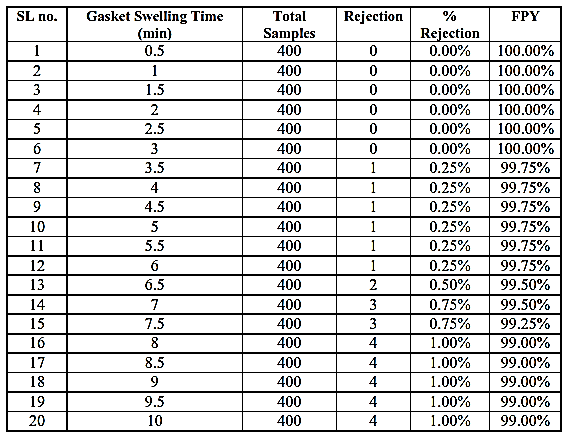 SL no. Gasket Swelling Time (min) Total Samples Rejection % Rejection FPY
1 0.5 400 0 0.00% 100.00%
2 1 400 0 0.00% 100.00%
3 1.5 400 0 0.00% 100.00%
4 2 400 0 0.00% 100.00%
5 2.5 400 0 0.00% 100.00%
6 3 400 0 0.00% 100.00%
7 3.5 400 1 0.25% 99.75%
8 4 400 1 0.25% 99.75%
9 4.5 400 1 0.25% 99.75%
10 5 400 1 0.25% 99.75%
11 5.5 400 1 0.25% 99.75%
12 6 400 1 0.25% 99.75%
13 6.5 400 2 0.50% 99.50%
14 7 400 3 0.75% 99.50%
15 7.5 400 3 0.75% 99.25%
16 8 400 4 1.00% 99.00%
17 8.5 400 4 1.00% 99.00%
18 9 400 4 1.00% 99.00%
19 9.5 400 4 1.00% 99.00%
20 10 400 4 1.00% 99.00%